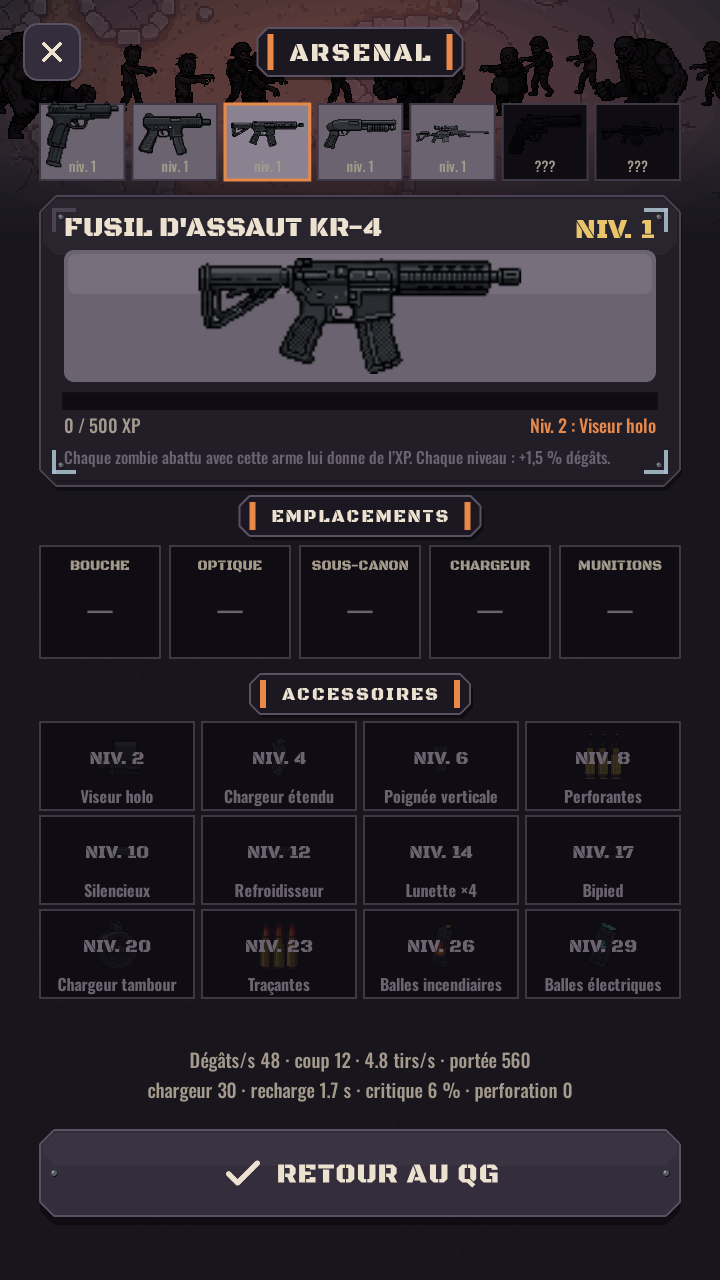 ARSENAL
niv. 1
niv. 1
niv. 1
niv. 1
niv. 1
???
???
FUSIL D'ASSAUT KR-4
NIV. 1
0 / 500 XP
Niv. 2 : Viseur holo
Chaque zombie abattu avec cette arme lui donne de l'XP. Chaque niveau : +1,5 % dégâts.
EMPLACEMENTS
BOUCHE
OPTIQUE
SOUS-CANON
CHARGEUR
MUNITIONS
—
—
—
—
—
ACCESSOIRES
NIV. 2
Viseur holo
NIV. 4
Chargeur étendu
NIV. 6
Poignée verticale
NIV. 8
Perforantes
NIV. 10
Silencieux
NIV. 12
Refroidisseur
NIV. 14
Lunette ×4
NIV. 17
Bipied
NIV. 20
Chargeur tambour
NIV. 23
Traçantes
NIV. 26
Balles incendiaires
NIV. 29
Balles électriques
Dégâts/s 48 · coup 12 · 4.8 tirs/s · portée 560
chargeur 30 · recharge 1.7 s · critique 6 % · perforation 0
RETOUR AU QG